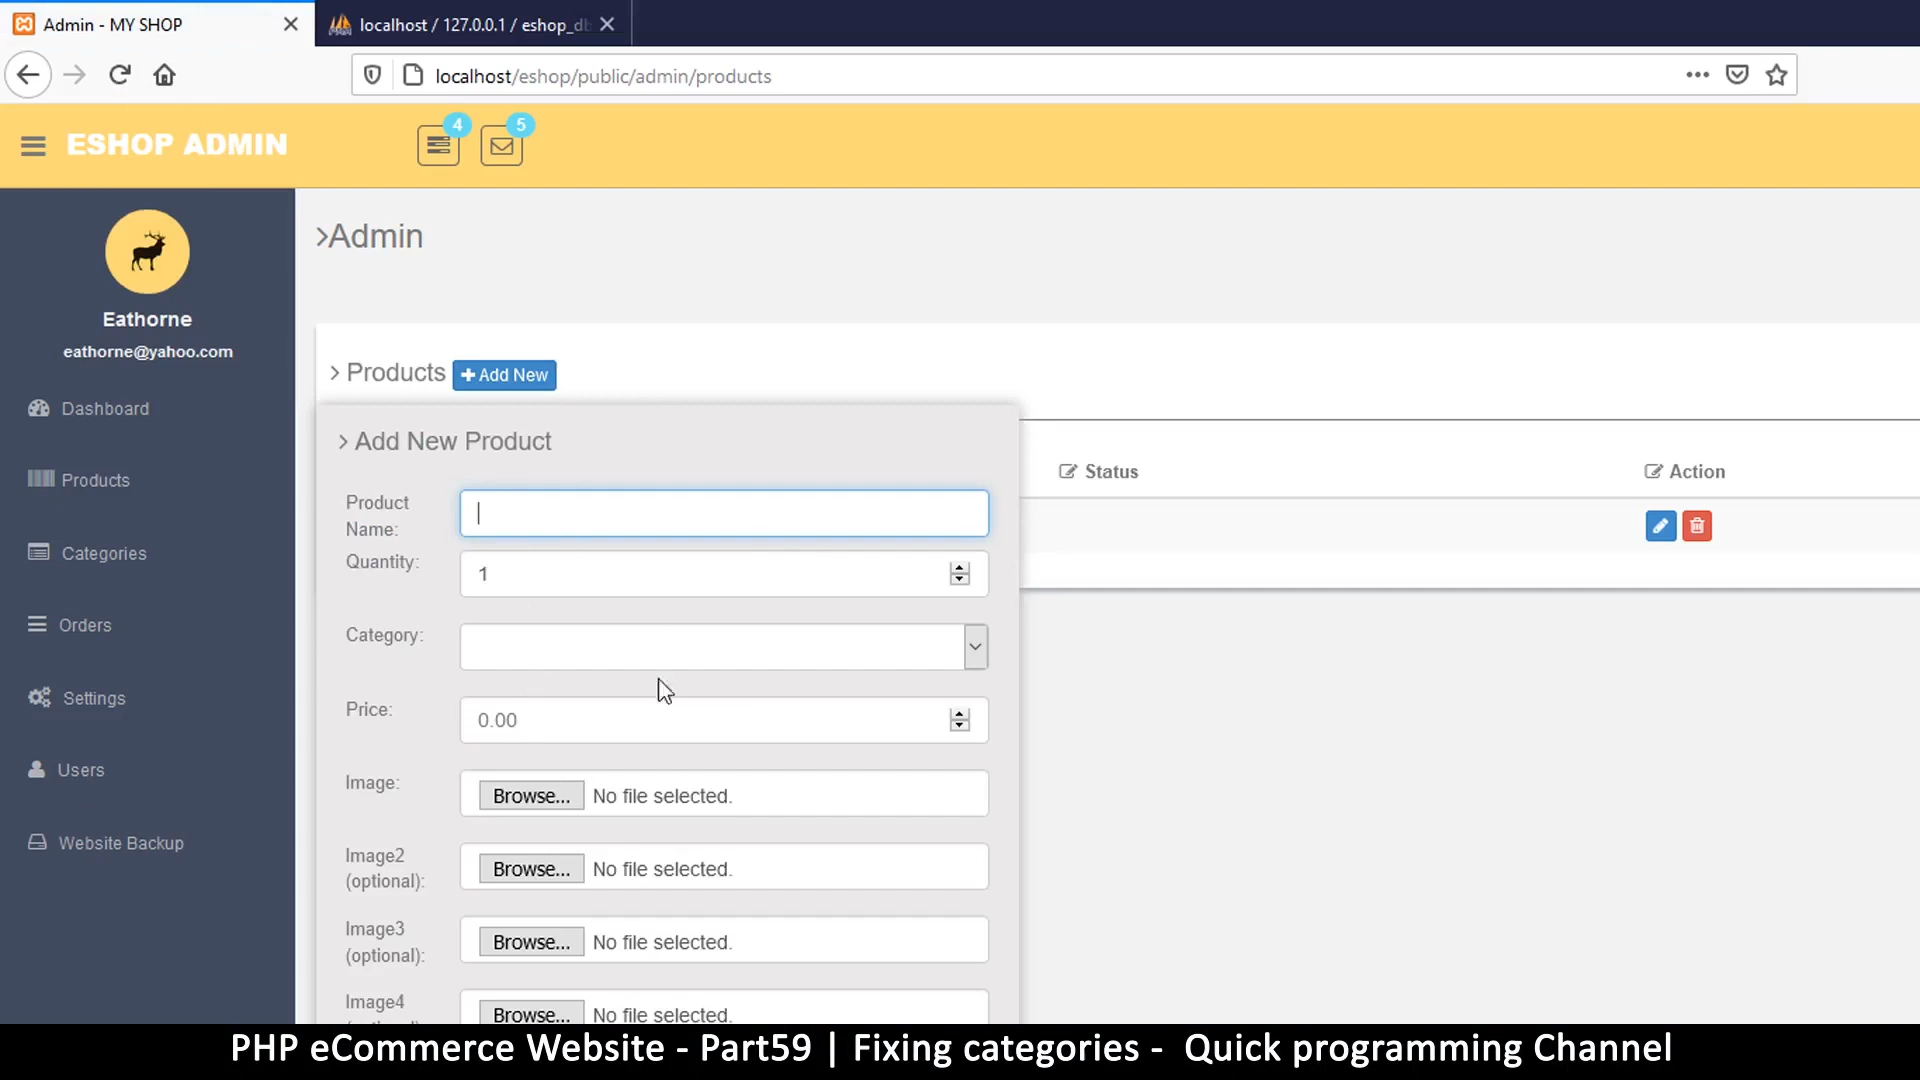 Admin - MY SHOP
localhost / 127.0.0.1 / eshop_db
localhost/eshop/public/admin/products
ESHOP ADMIN
4
5
Eathorne
eathorne@yahoo.com
Dashboard
Products
Categories
Orders
Settings
Users
Website Backup
Admin
Products
Add New
Add New Product
Product
Name:
Quantity:
1
Category:
Price:
0.00
Image:
Browse... No file selected.
Image2
(optional):
Browse... No file selected.
Image3
(optional):
Browse... No file selected.
Image4
Browse... No file selected.
Status
Action
PHP eCommerce Website - Part59 | Fixing categories - Quick programming Channel